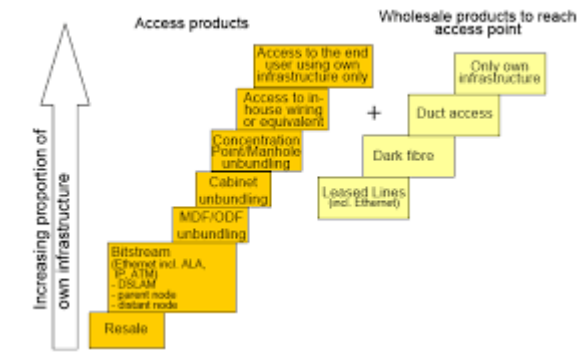 Access products
Wholesale products to reach
access point
Increasing proportion of
own infrastructure
Access to the end
user using own
infrastructure only
Access to in-
house wiring
or equivalent
Concentration
Point/Manhole
unbundling
Cabinet
unbundling
MDF/ODF
unbundling
Bitstream
(Ethernet incl. ALA,
IP, ATM)
- DSLAM
- parent node
- distant node
Resale
+
Only own
infrastructure
Duct access
Dark fibre
Leased Lines
(incl. Ethernet)